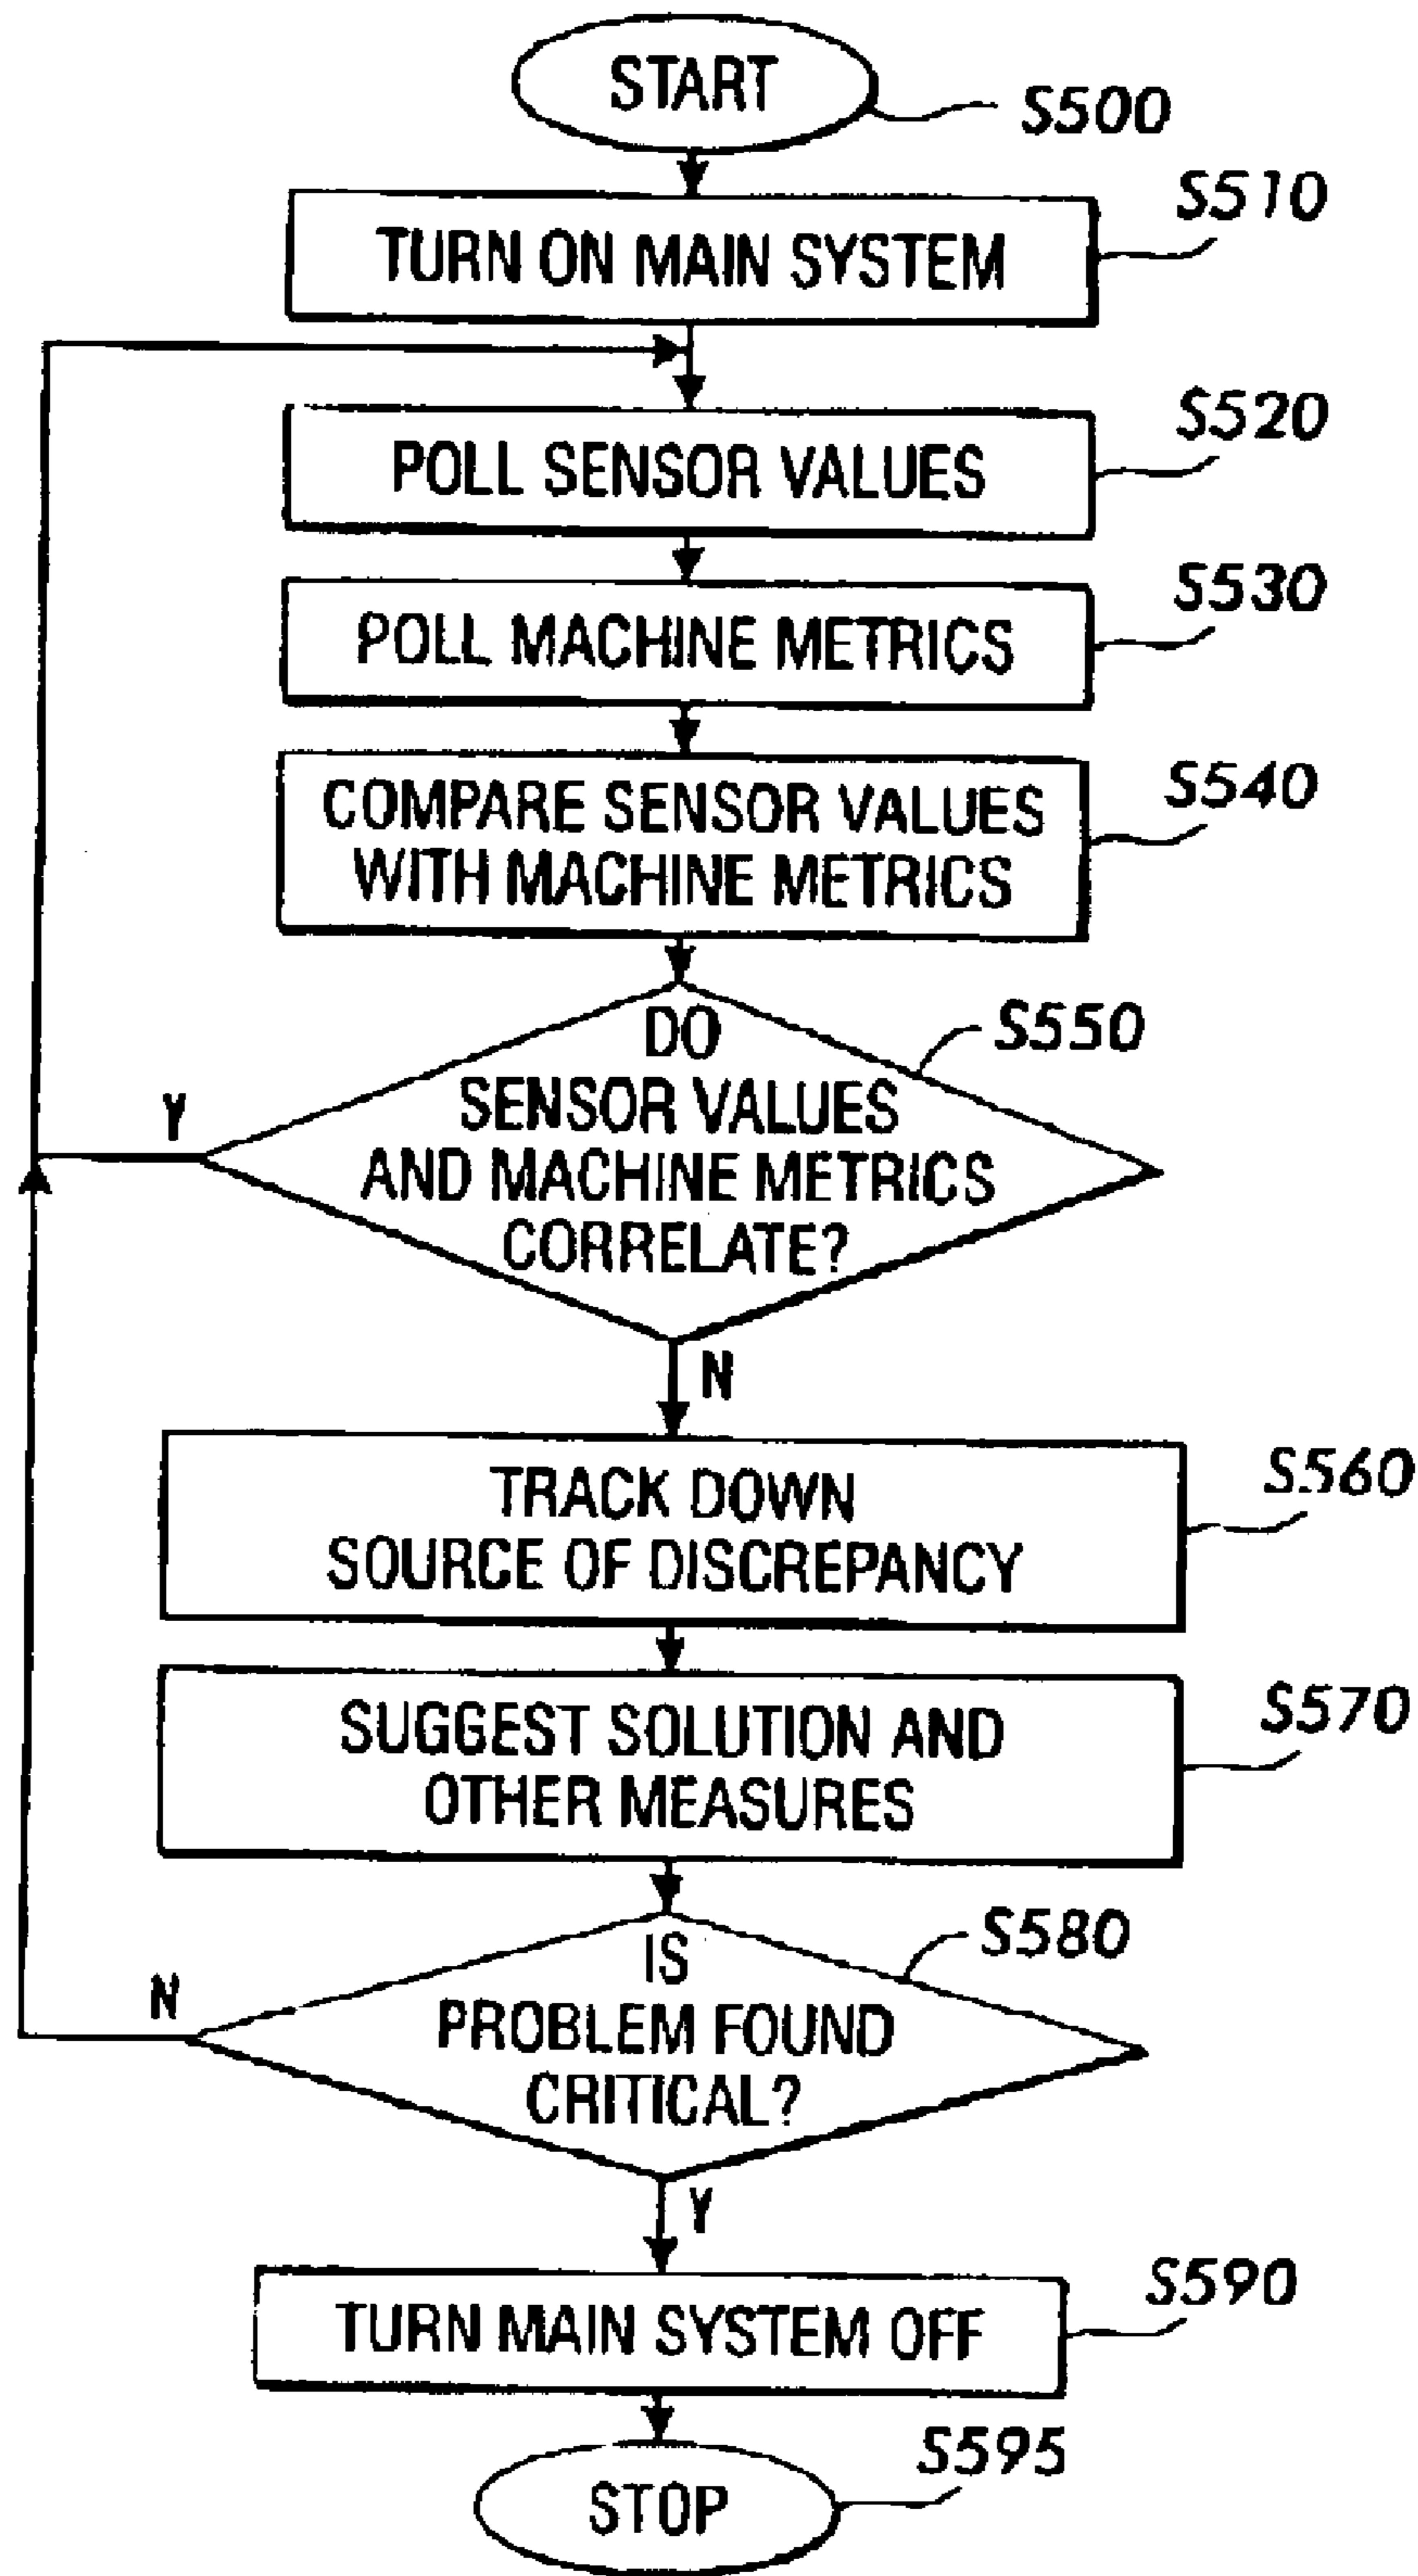 START
S500
S510
TURN ON MAIN SYSTEM
S520
POLL SENSOR VALUES
S530
POLL MACHINE METRICS
S540
COMPARE SENSOR VALUES
WITH MACHINE METRICS
S550
DO
SENSOR VALUES
AND MACHINE METRICS
CORRELATE?
Y
N
S560
TRACK DOWN
SOURCE OF DISCREPANCY
S570
SUGGEST SOLUTION AND
OTHER MEASURES
S580
IS
PROBLEM FOUND
CRITICAL?
N
Y
S590
TURN MAIN SYSTEM OFF
S595
STOP